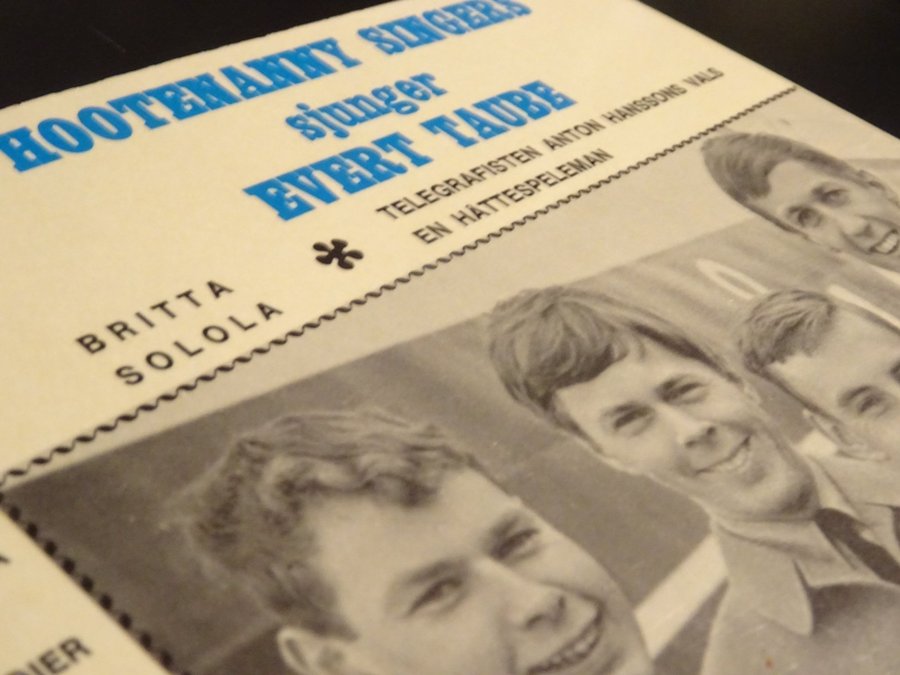 HOOTENANNY SINGERS
sjunger
EVERT TAUBE
BRITTA
SOLOLA
TELEGRAFISTEN ANTON HANSSONS VALS
EN HÄTTESPELEMAN